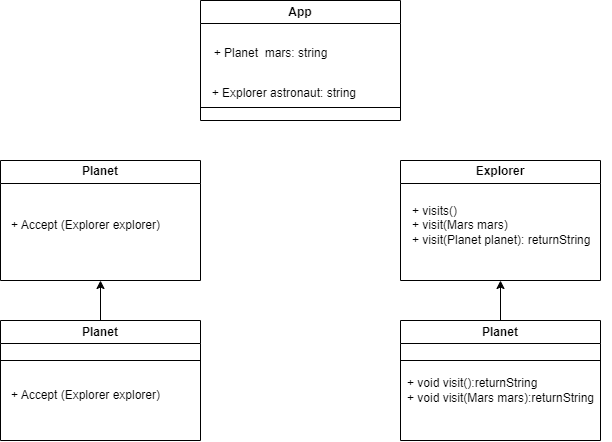 App
+ Planet  mars: string
+ Explorer astronaut: string
Planet
+ Accept (Explorer explorer)
Explorer
+ visits()
+ visit(Mars mars)
+ visit(Planet planet): returnString
Planet
+ Accept (Explorer explorer)
Planet
+ void visit():returnString
+ void visit(Mars mars):returnString